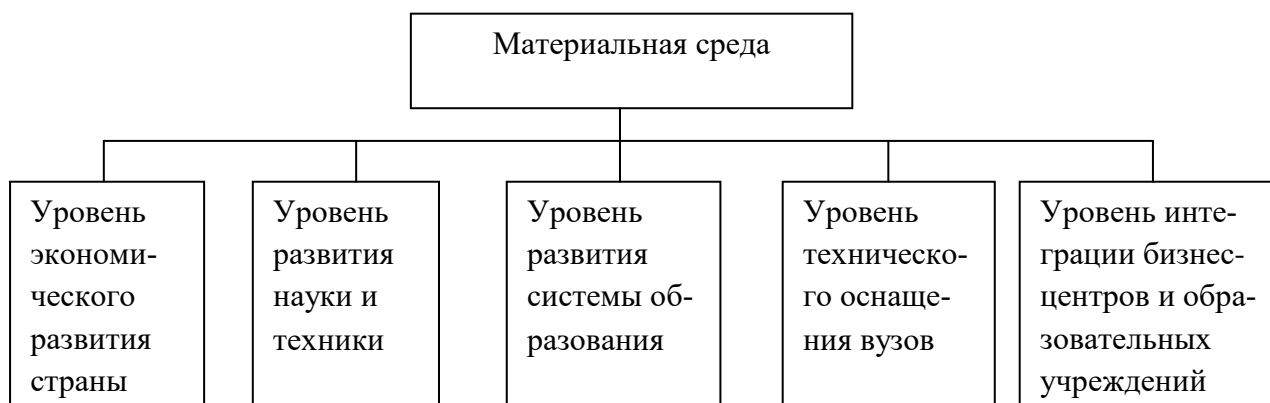 Материальная среда
Уровень
экономи-
ческого
развития
страны
Уровень
развития
науки и
техники
Уровень
развития
системы об-
разования
Уровень
техническо-
го оснаще-
ния вузов
Уровень инте-
грации бизнес-
центров и обра-
зовательных
учреждений